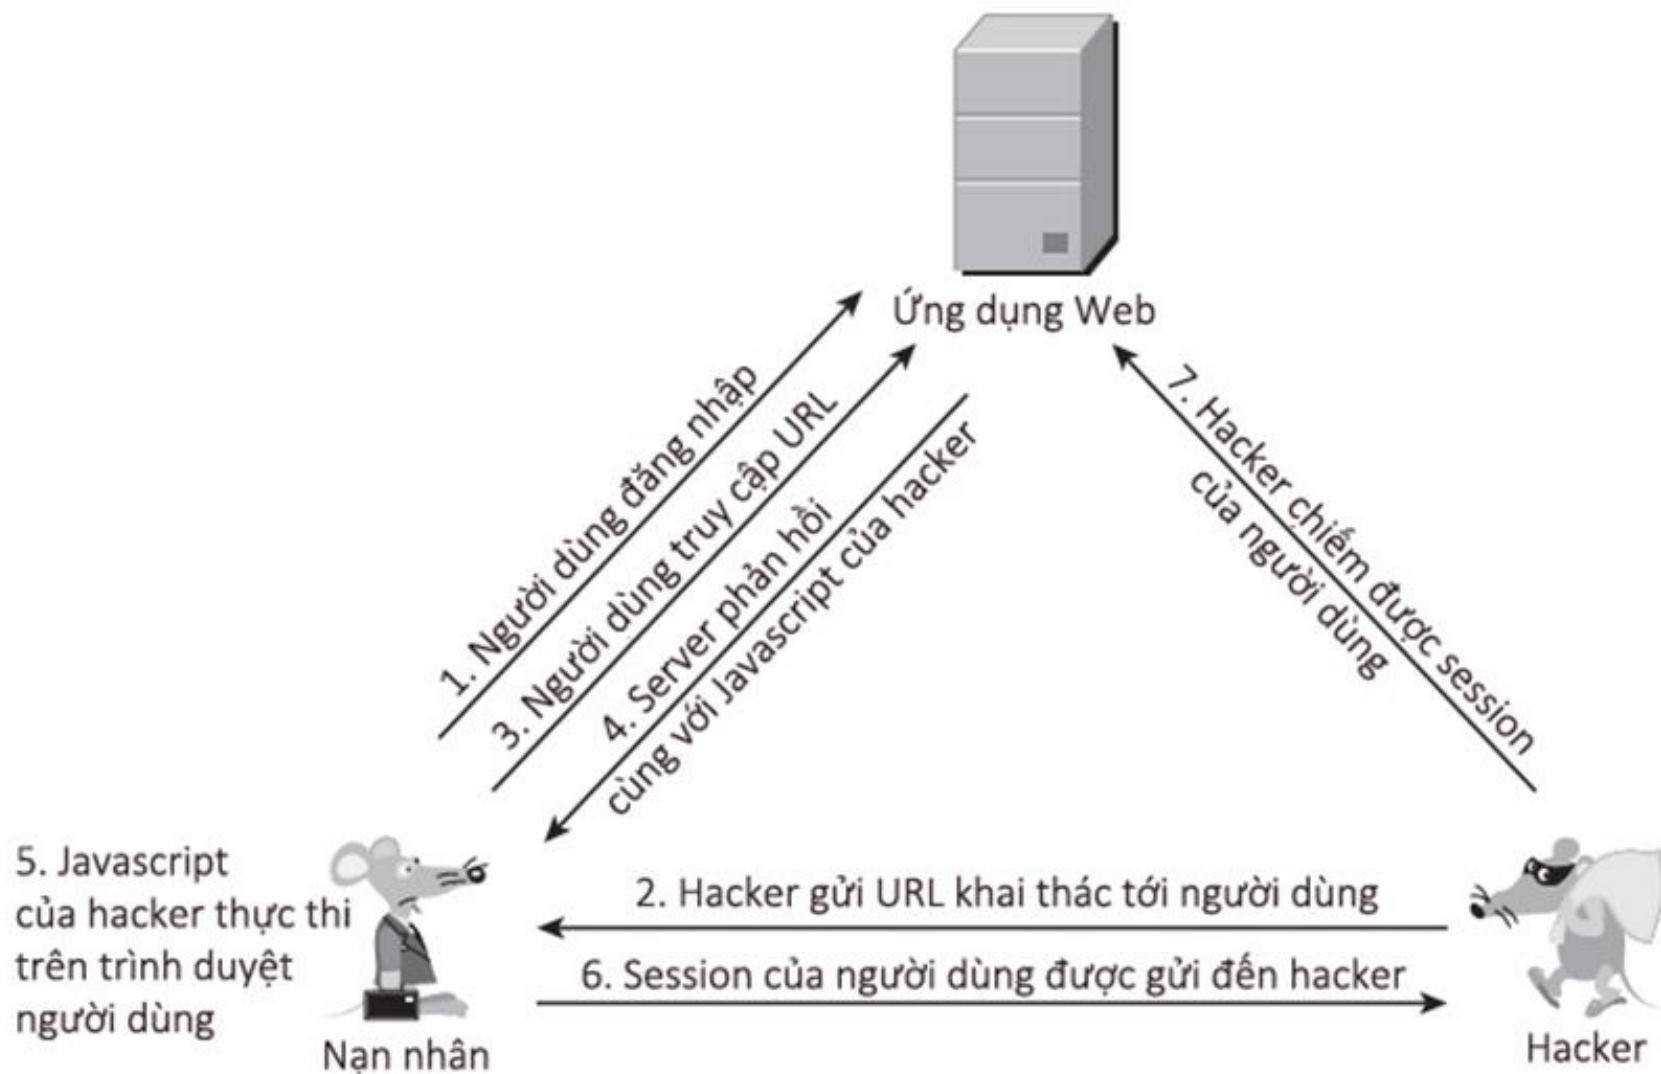 Ứng dụng Web
1. Người dùng đăng nhập
3. Người dùng truy cập URL
4. Server phản hồi
cùng với Javascript của hacker
7. Hacker chiếm được session
của người dùng
5. Javascript
của hacker thực thi
trên trình duyệt
người dùng
2. Hacker gửi URL khai thác tới người dùng
6. Session của người dùng được gửi đến hacker
Nạn nhân
Hacker